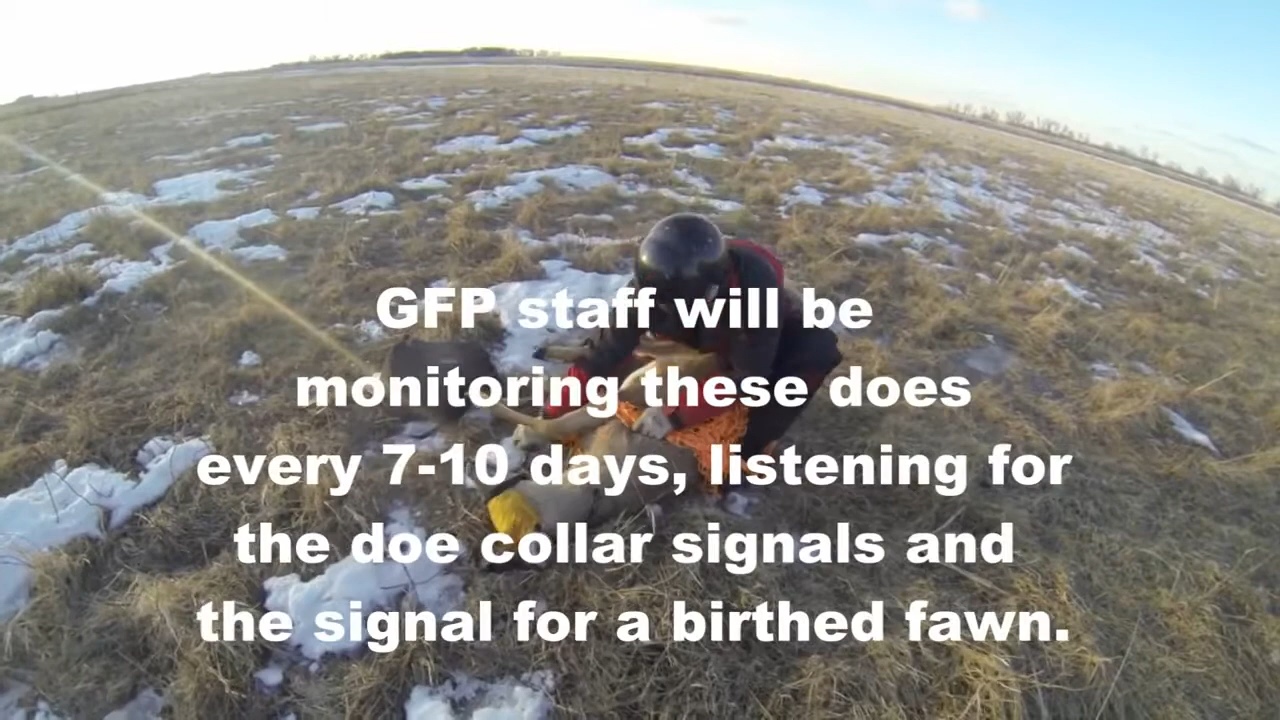 GFP staff will be
monitoring these does
every 7-10 days, listening for
the doe collar signals and
the signal for a birthed fawn.